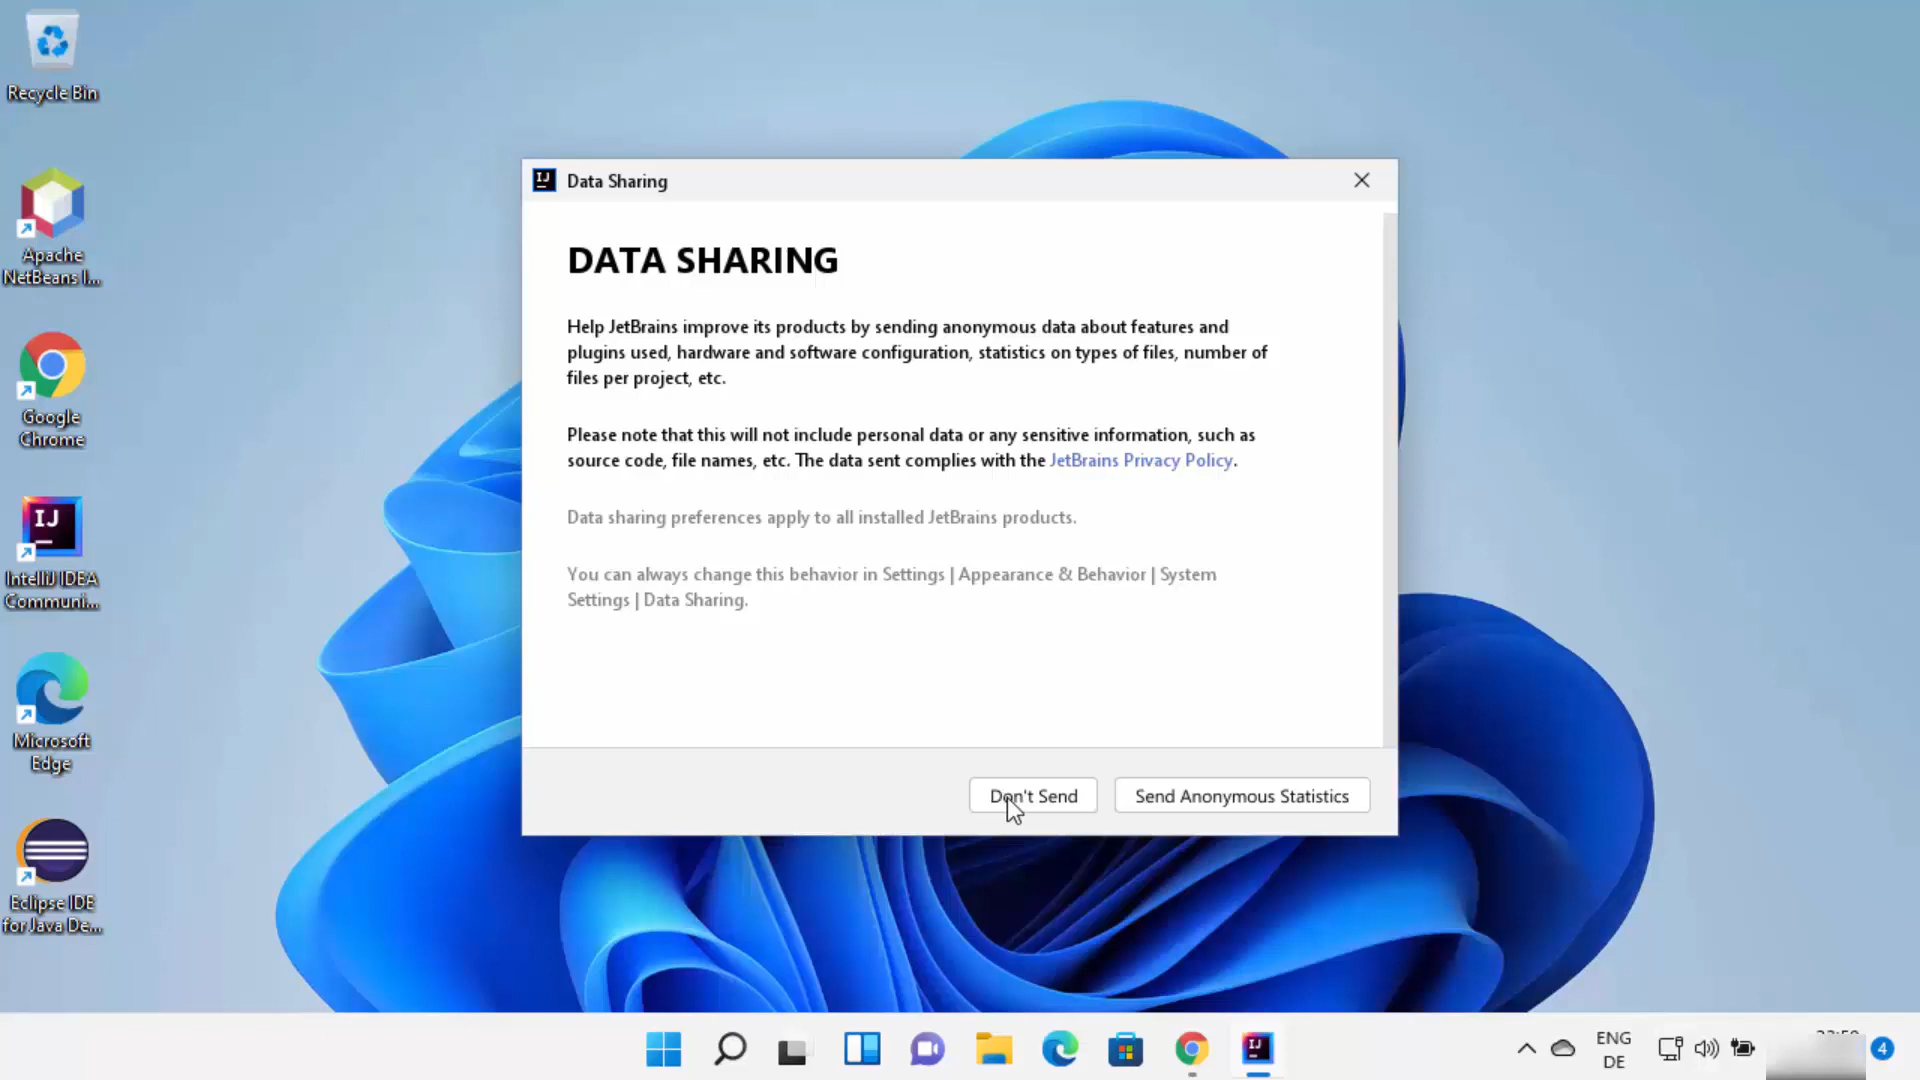 Recycle Bin
Apache
NetBeans I...
Google
Chrome
IJ
IntelliJ IDEA
Communi...
Microsoft
Edge
Eclipse IDE
for Java De...
IJ
Data Sharing
DATA SHARING
Help JetBrains improve its products by sending anonymous data about features and
plugins used, hardware and software configuration, statistics on types of files, number of
files per project, etc.
Please note that this will not include personal data or any sensitive information, such as
source code, file names, etc. The data sent complies with the JetBrains Privacy Policy.
Data sharing preferences apply to all installed JetBrains products.
You can always change this behavior in Settings | Appearance & Behavior | System
Settings | Data Sharing.
Don't Send
Send Anonymous Statistics
IJ
ENG
DE
4